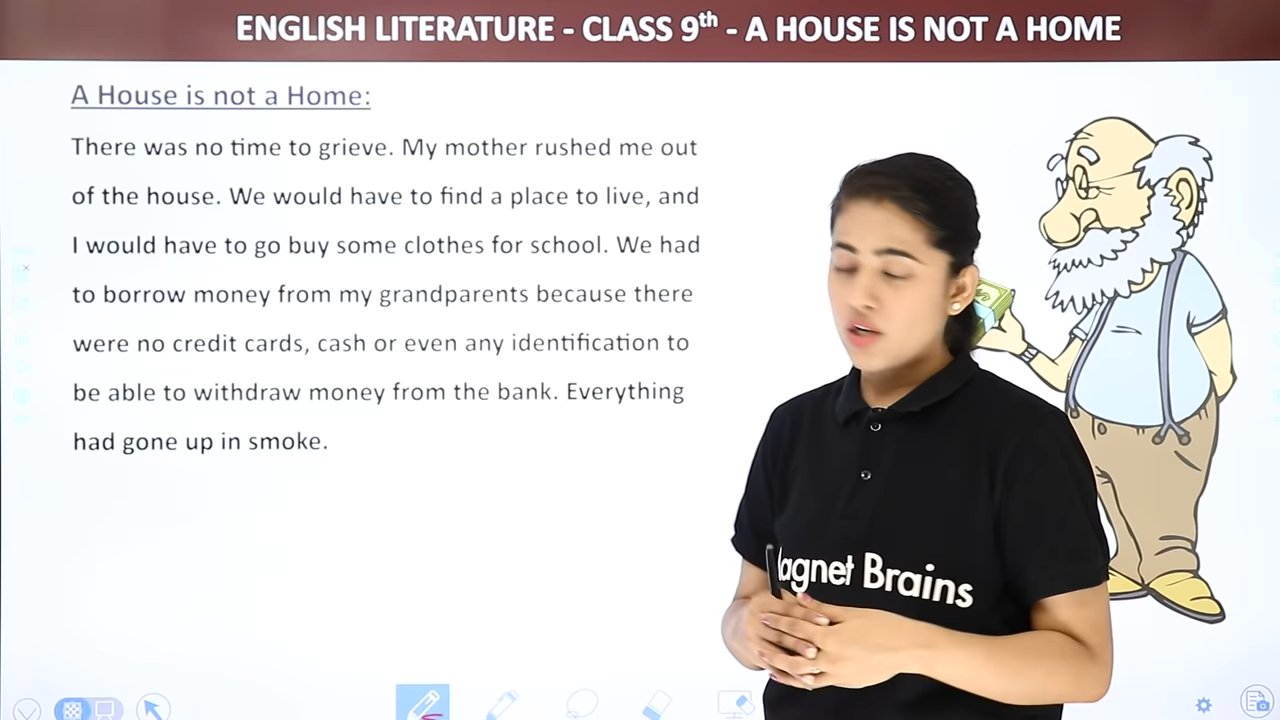 ENGLISH LITERATURE - CLASS 9th - A HOUSE IS NOT A HOME
A House is not a Home:
There was no time to grieve. My mother rushed me out
of the house. We would have to find a place to live, and
I would have to go buy some clothes for school. We had
to borrow money from my grandparents because there
were no credit cards, cash or even any identification to
be able to withdraw money from the bank. Everything
had gone up in smoke.
$
agnet Brains